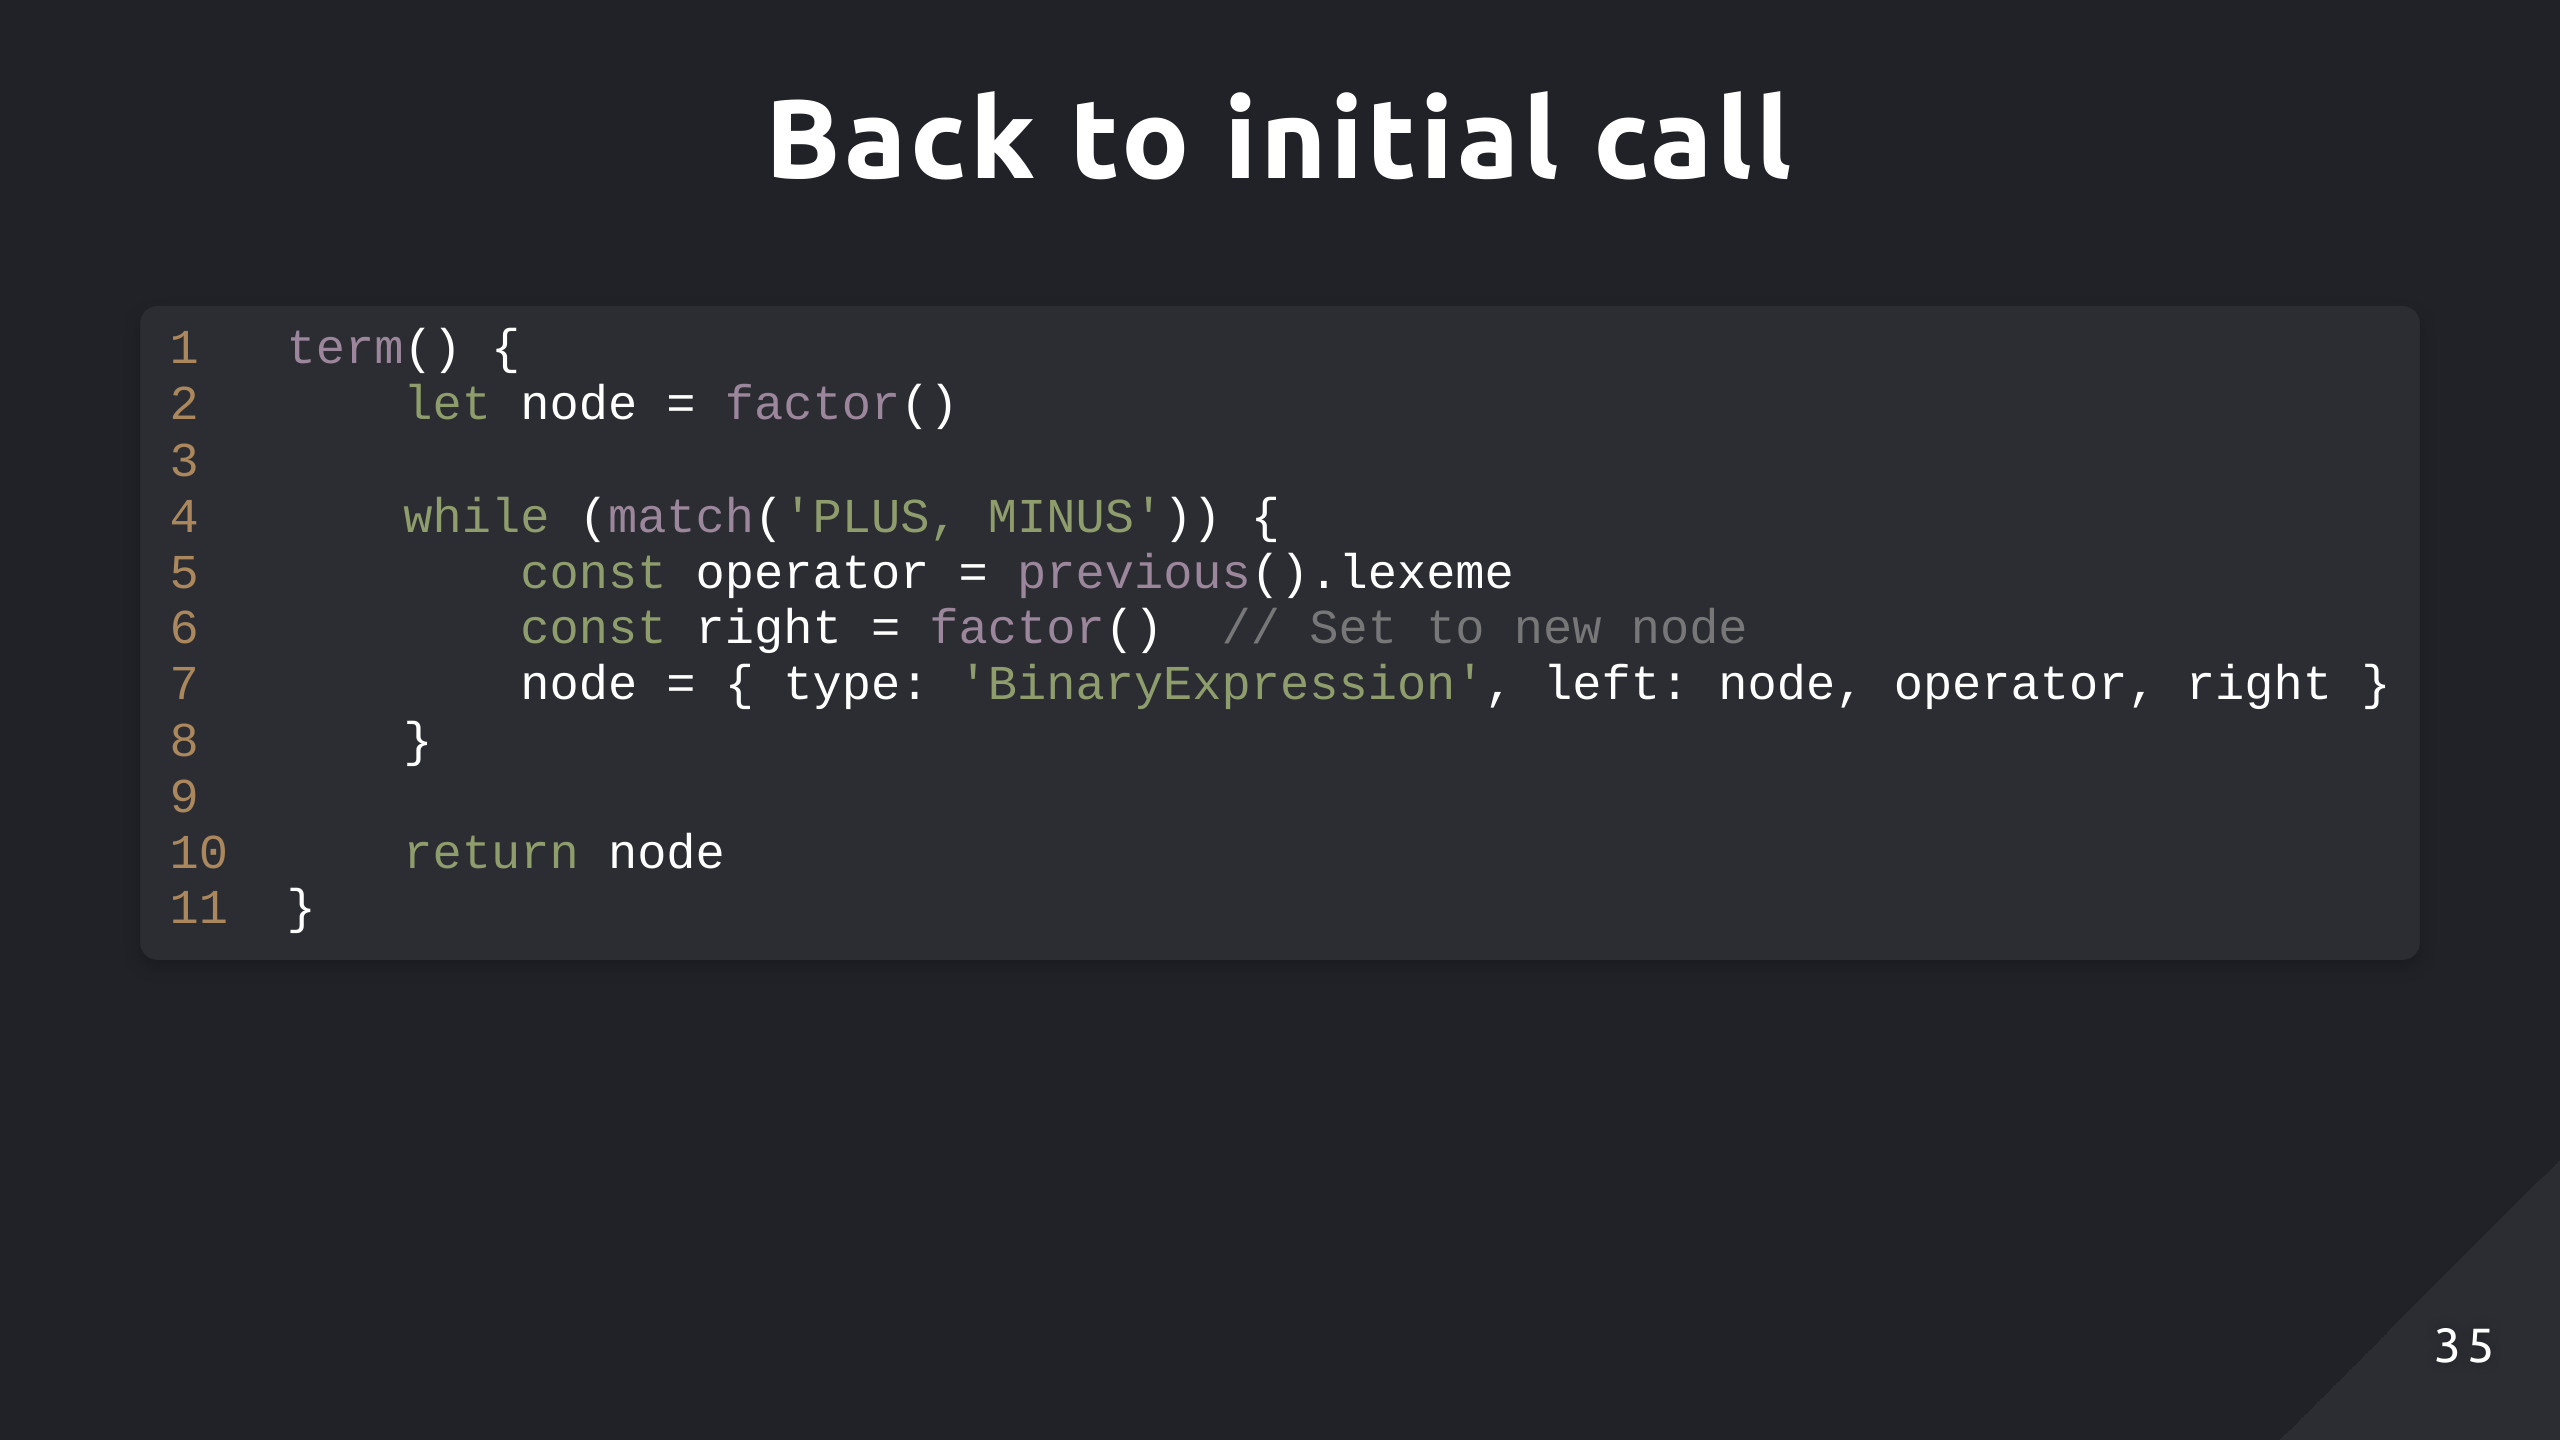 Back to initial call
1   term() {
2       let node = factor()
3
4       while (match('PLUS, MINUS')) {
5           const operator = previous().lexeme
6           const right = factor()  // Set to new node
7           node = { type: 'BinaryExpression', left: node, operator, right }
8       }
9
10      return node
11  }
35